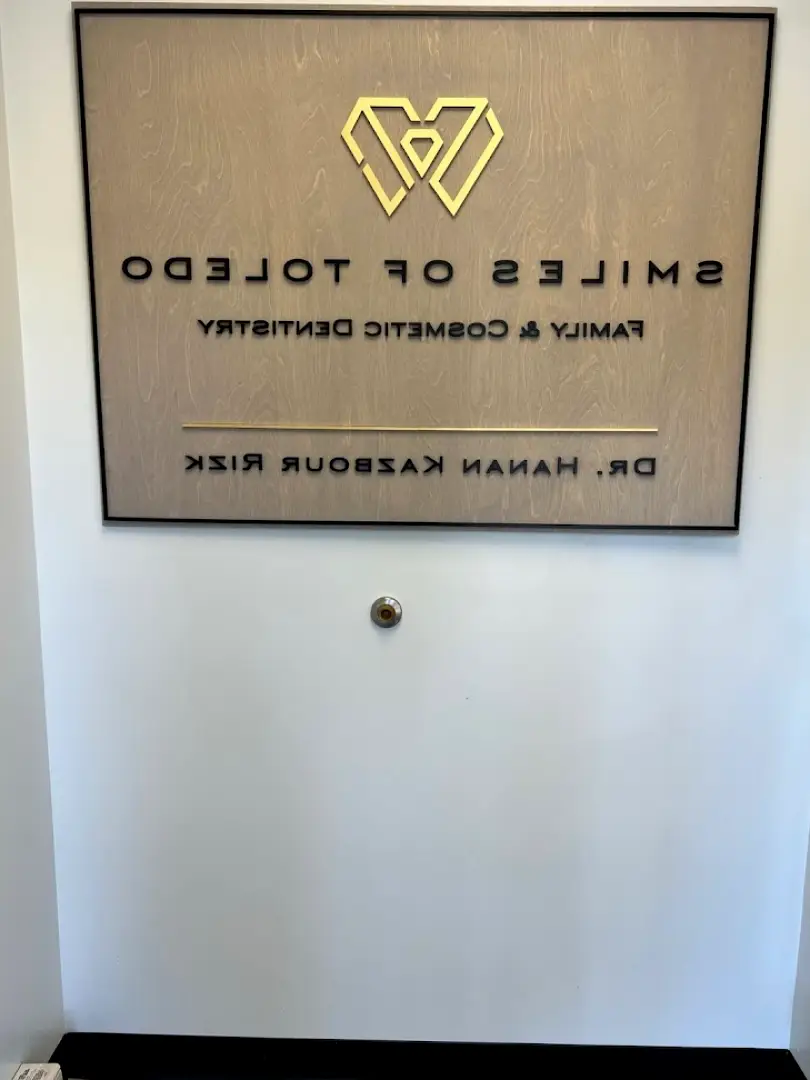 SMILES OF TOLEDO
FAMILY & COSMETIC DENTISTRY
DR. HANAN KAZBOUR RIZK